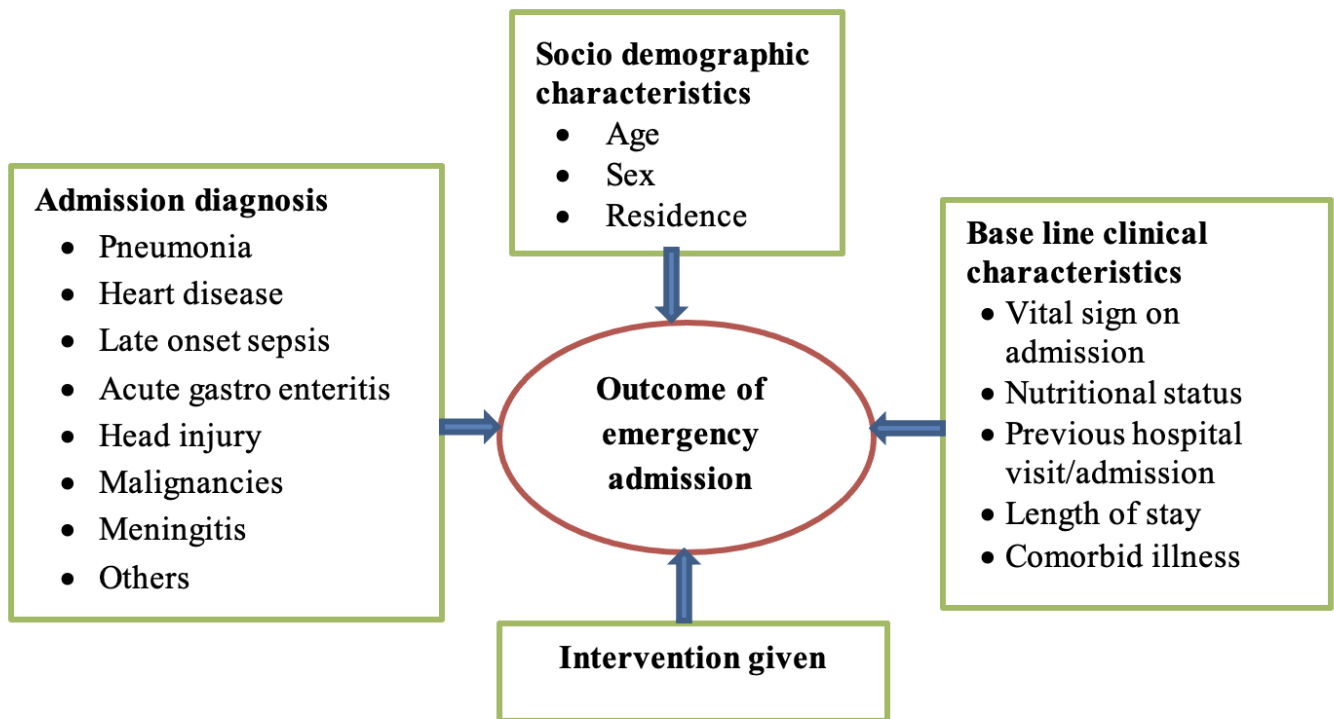 Socio demographic
characteristics
• Age
• Sex
• Residence
Admission diagnosis
• Pneumonia
• Heart disease
• Late onset sepsis
• Acute gastro enteritis
• Head injury
• Malignancies
• Meningitis
• Others
Outcome of
emergency
admission
Base line clinical
characteristics
• Vital sign on
admission
• Nutritional status
• Previous hospital
visit/admission
• Length of stay
• Comorbid illness
Intervention given